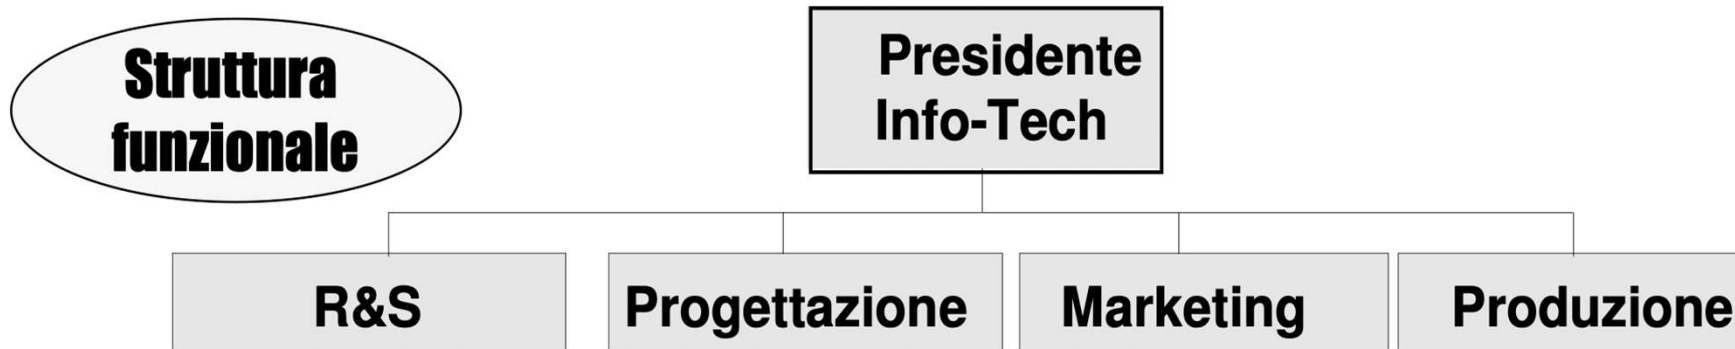 Struttura
funzionale
Presidente
Info-Tech
R&S
Progettazione
Marketing
Produzione